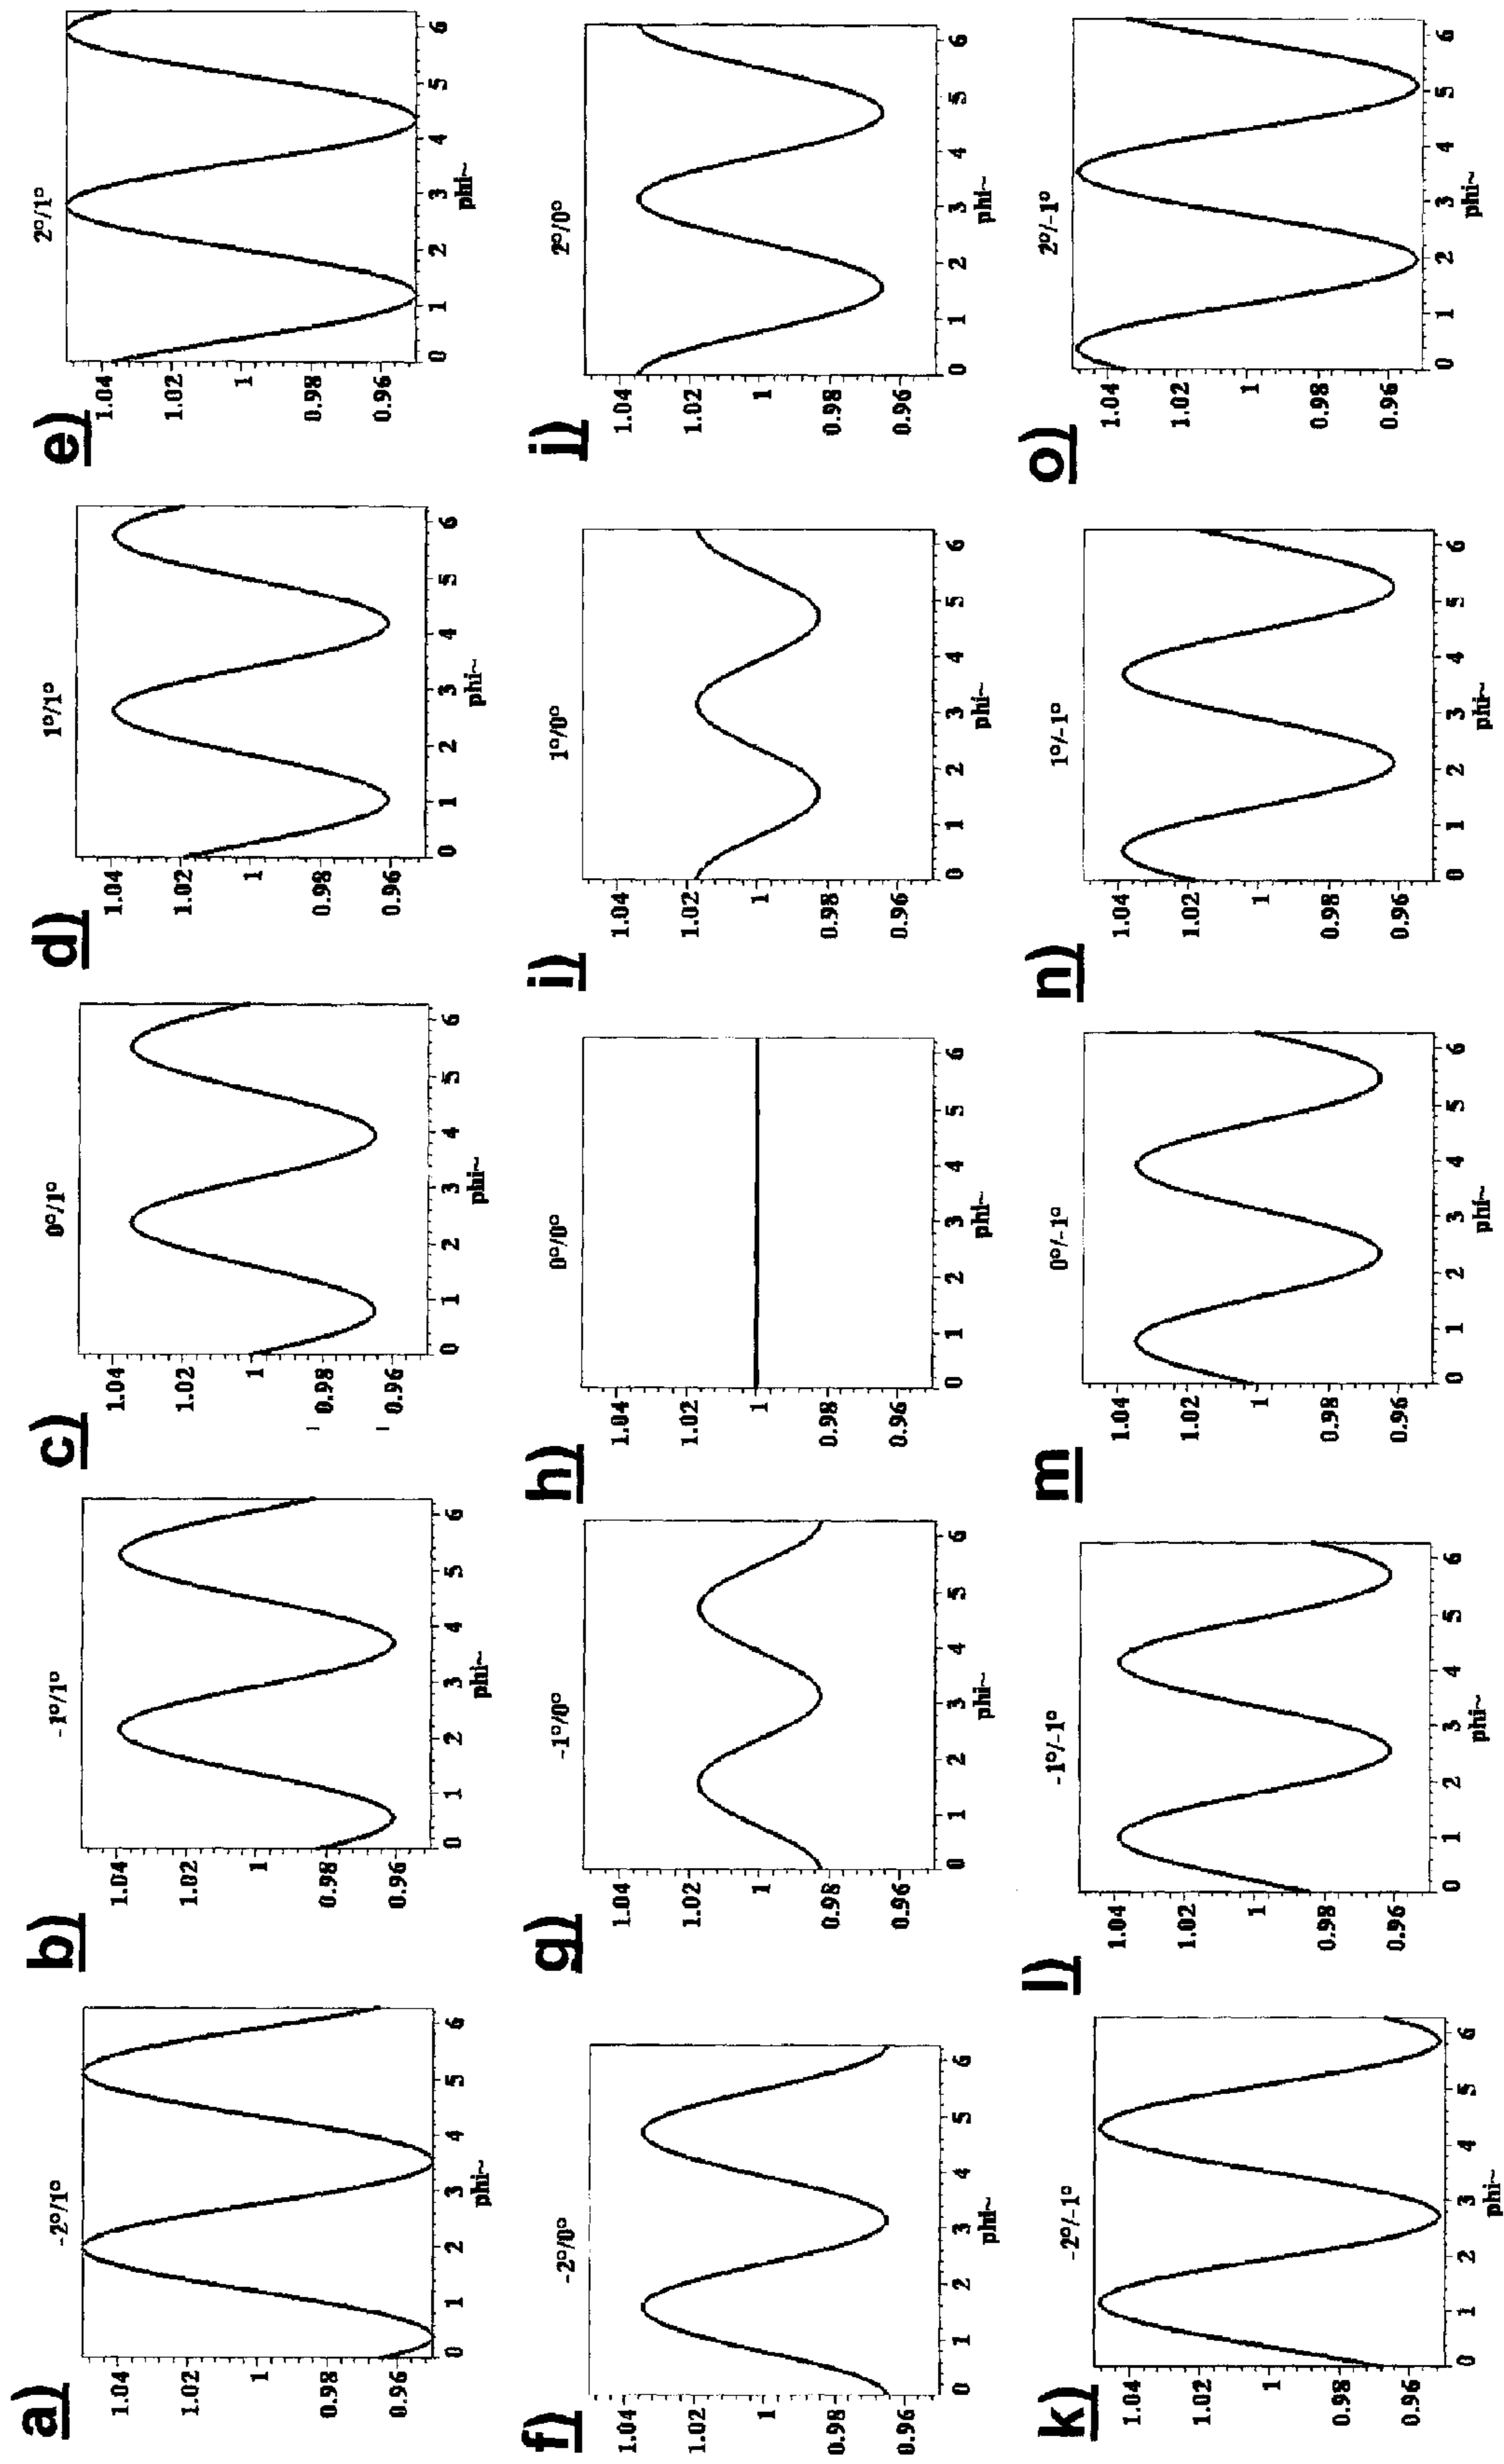 a)
-2°/1°
1.04
1.02
1
0.98
0.96
0 1 2 3 4 5 6
phi~
b)
-1°/1°
1.04
1.02
1
0.98
0.96
0 1 2 3 4 5 6
phi~
c)
0°/1°
1.04
1.02
1
0.98
0.96
0 1 2 3 4 5 6
phi~
d)
1°/1°
1.04
1.02
1
0.98
0.96
0 1 2 3 4 5 6
phi~
e)
2°/1°
1.04
1.02
1
0.98
0.96
0 1 2 3 4 5 6
phi~
f)
-2°/0°
1.04
1.02
1
0.98
0.96
0 1 2 3 4 5 6
phi~
g)
-1°/0°
1.04
1.02
1
0.98
0.96
0 1 2 3 4 5 6
phi~
h)
0°/0°
1.04
1.02
1
0.98
0.96
0 1 2 3 4 5 6
phi~
i)
1°/0°
1.04
1.02
1
0.98
0.96
0 1 2 3 4 5 6
phi~
j)
2°/0°
1.04
1.02
1
0.98
0.96
0 1 2 3 4 5 6
phi~
k)
-2°/-1°
1.04
1.02
1
0.98
0.96
0 1 2 3 4 5 6
phi~
l)
-1°/-1°
1.04
1.02
1
0.98
0.96
0 1 2 3 4 5 6
phi~
m
0°/-1°
1.04
1.02
1
0.98
0.96
0 1 2 3 4 5 6
phi~
n)
1°/-1°
1.04
1.02
1
0.98
0.96
0 1 2 3 4 5 6
phi~
o)
2°/-1°
1.04
1.02
1
0.98
0.96
0 1 2 3 4 5 6
phi~